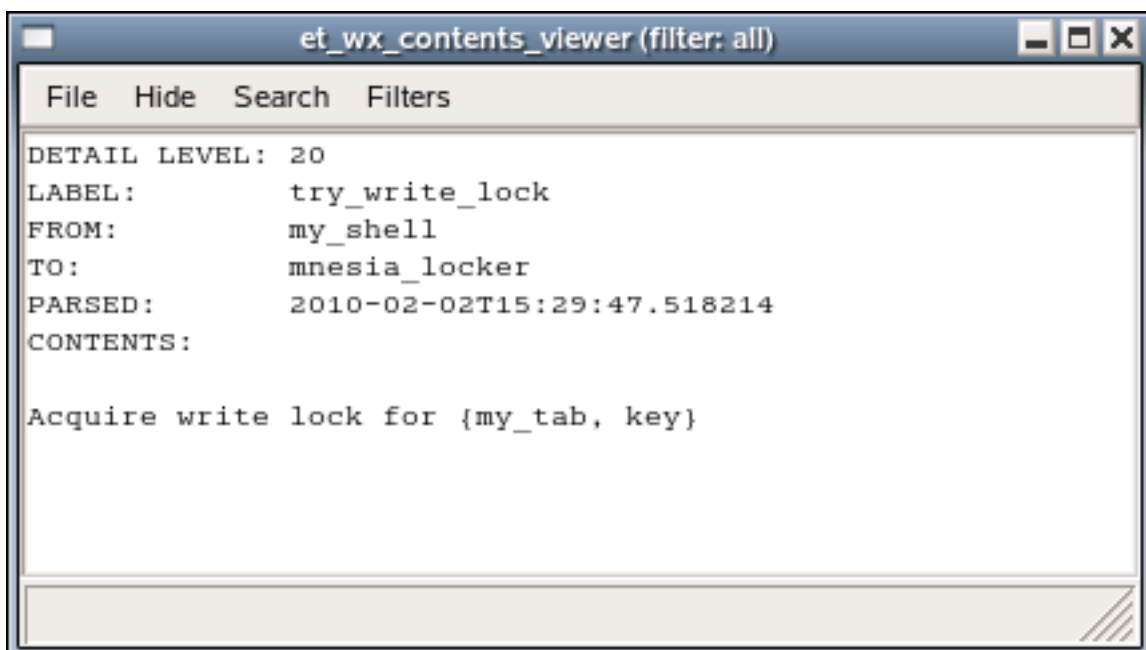 et_wx_contents_viewer (filter: all)
File Hide Search Filters
DETAIL LEVEL: 20
LABEL: try_write_lock
FROM: my_shell
TO: mnesia_locker
PARSED: 2010-02-02T15:29:47.518214
CONTENTS:
Acquire write lock for {my_tab, key}